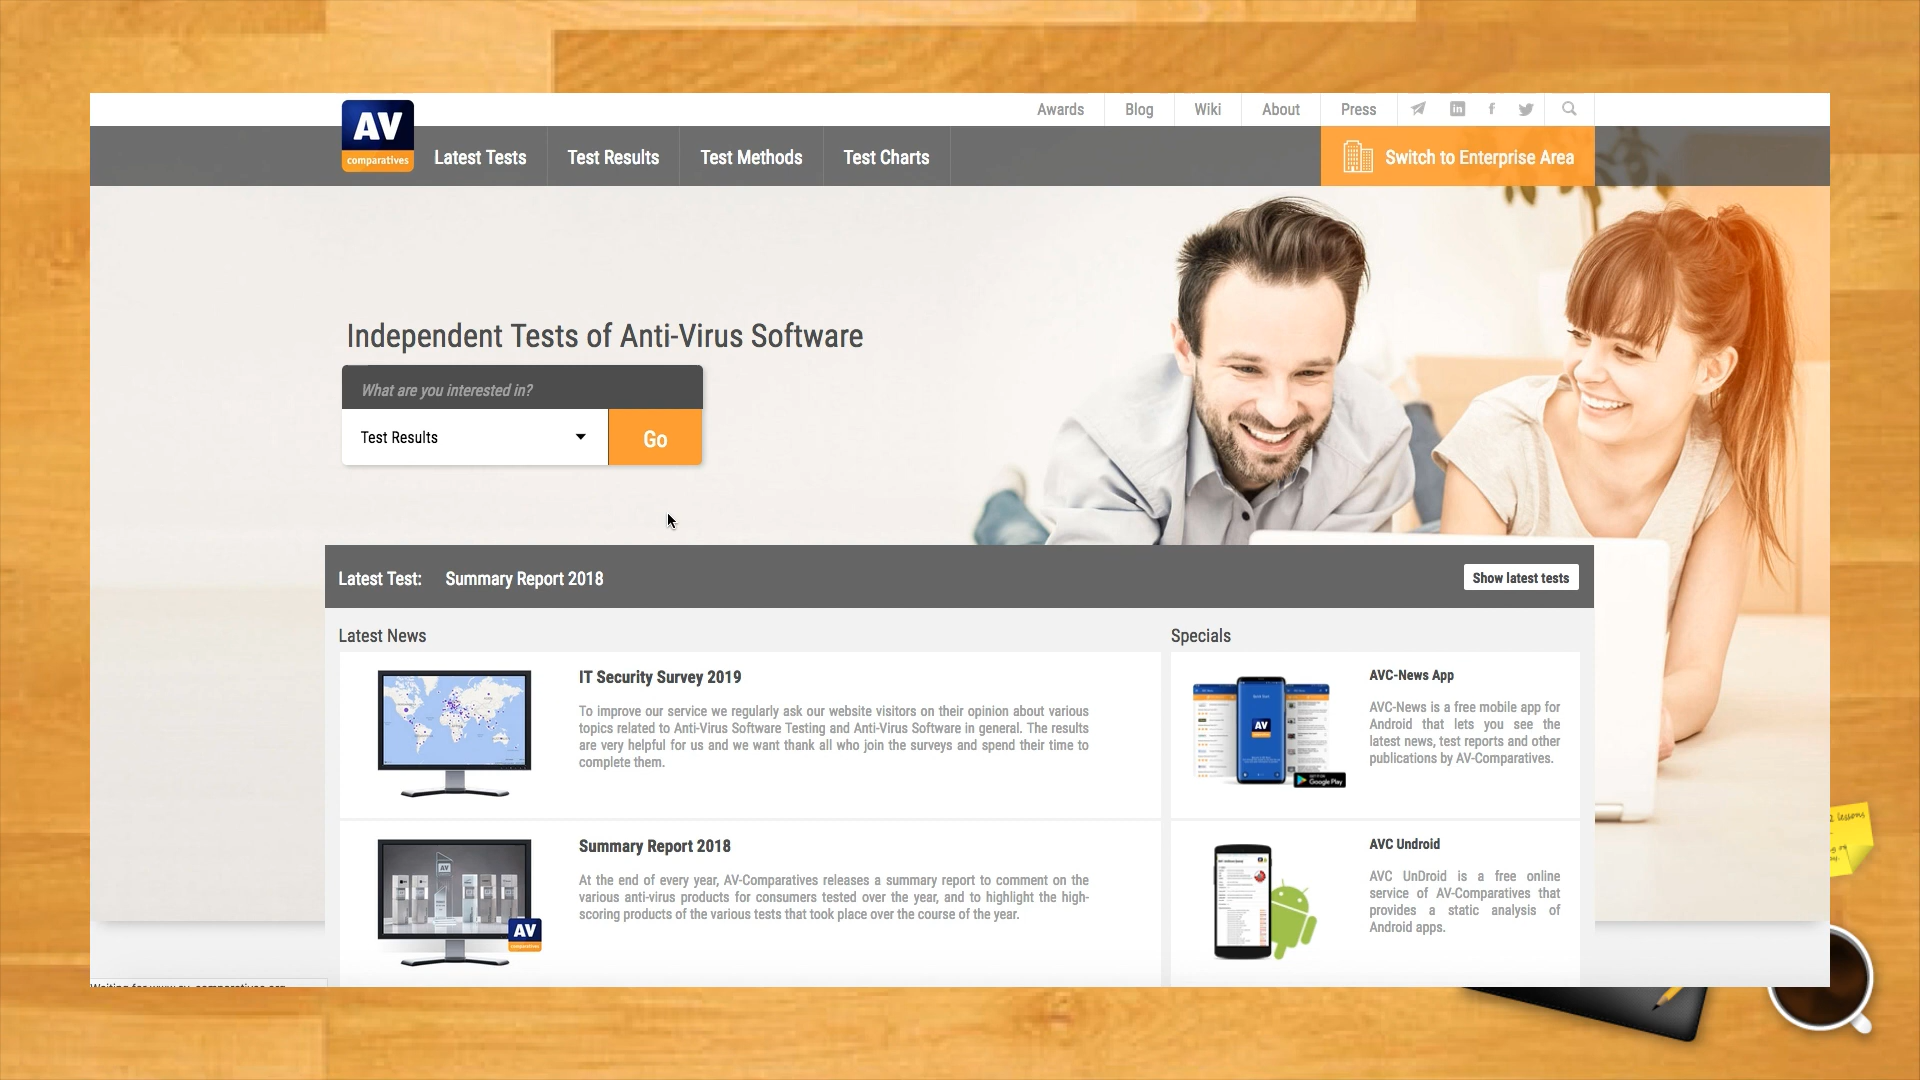 Awards Blog Wiki About Press
AV
comparatives
Latest Tests Test Results Test Methods Test Charts
Switch to Enterprise Area
Independent Tests of Anti-Virus Software
What are you interested in?
Test Results
Go
Latest Test: Summary Report 2018
Show latest tests
Latest News
IT Security Survey 2019
To improve our service we regularly ask our website visitors on their opinion about various
topics related to Anti-Virus Software Testing and Anti-Virus Software in general. The results
are very helpful for us and we want thank all who join the surveys and spend their time to
complete them.
Summary Report 2018
At the end of every year, AV-Comparatives releases a summary report to comment on the
various anti-virus products for consumers tested over the year, and to highlight the high-
scoring products of the various tests that took place over the course of the year.
AV
comparatives
Specials
AV
Google Play
AVC-News App
AVC-News is a free mobile app for
Android that lets you see the
latest news, test reports and other
publications by AV-Comparatives.
AVC Undroid
AVC UnDroid is a free online
service of AV-Comparatives that
provides a static analysis of
Android apps.
lessons